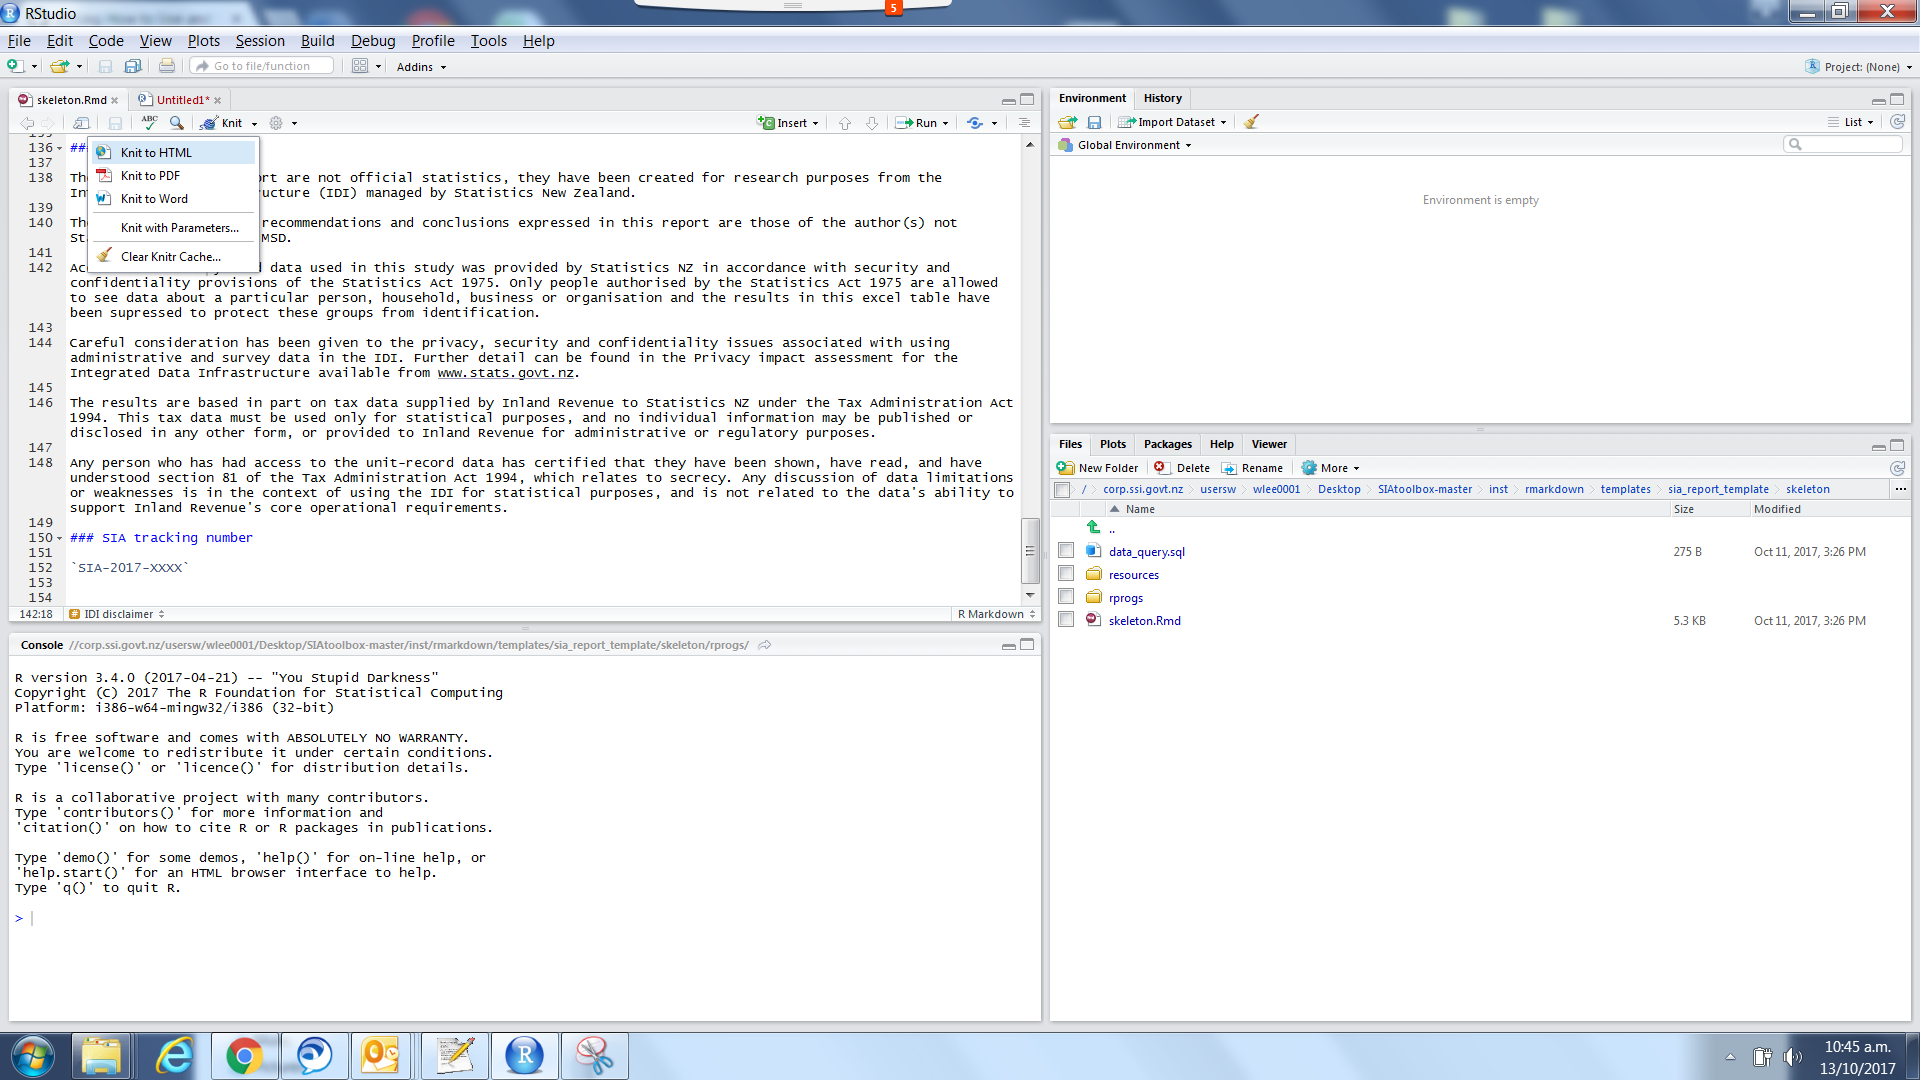 RStudio
5
File Edit Code View Plots Session Build Debug Profile Tools Help
Go to file/function Addins Project: (None)
skeleton.Rmd Untitled1*
ABC Knit Insert Run
Knit to HTML
Knit to PDF
Knit to Word
Knit with Parameters...
Clear Knitr Cache...
136 ##
137
138 Th ort are not official statistics, they have been created for research purposes from the
In structure (IDI) managed by Statistics New Zealand.
139
140 Th recommendations and conclusions expressed in this report are those of the author(s) not
St MSD.
141
142 Ac data used in this study was provided by Statistics NZ in accordance with security and
confidentiality provisions of the Statistics Act 1975. Only people authorised by the Statistics Act 1975 are allowed
to see data about a particular person, household, business or organisation and the results in this excel table have
been supressed to protect these groups from identification.
143
144 Careful consideration has been given to the privacy, security and confidentiality issues associated with using
administrative and survey data in the IDI. Further detail can be found in the Privacy impact assessment for the
Integrated Data Infrastructure available from www.stats.govt.nz.
145
146 The results are based in part on tax data supplied by Inland Revenue to Statistics NZ under the Tax Administration Act
1994. This tax data must be used only for statistical purposes, and no individual information may be published or
disclosed in any other form, or provided to Inland Revenue for administrative or regulatory purposes.
147
148 Any person who has had access to the unit-record data has certified that they have been shown, have read, and have
understood section 81 of the Tax Administration Act 1994, which relates to secrecy. Any discussion of data limitations
or weaknesses is in the context of using the IDI for statistical purposes, and is not related to the data's ability to
support Inland Revenue's core operational requirements.
149
150 ### SIA tracking number
151
152 `SIA-2017-XXXX`
153
154
142:18 IDI disclaimer R Markdown
Console //corp.ssi.govt.nz/usersw/wlee0001/Desktop/SIAtoolbox-master/inst/rmarkdown/templates/sia_report_template/skeleton/rprogs/
R version 3.4.0 (2017-04-21) -- "You Stupid Darkness"
Copyright (C) 2017 The R Foundation for Statistical Computing
Platform: i386-w64-mingw32/i386 (32-bit)
R is free software and comes with ABSOLUTELY NO WARRANTY.
You are welcome to redistribute it under certain conditions.
Type 'license()' or 'licence()' for distribution details.
R is a collaborative project with many contributors.
Type 'contributors()' for more information and
'citation()' on how to cite R or R packages in publications.
Type 'demo()' for some demos, 'help()' for on-line help, or
'help.start()' for an HTML browser interface to help.
Type 'q()' to quit R.
>
Environment History
Import Dataset List
Global Environment
Environment is empty
Files Plots Packages Help Viewer
New Folder Delete Rename More
/ corp.ssi.govt.nz usersw wlee0001 Desktop SIAtoolbox-master inst rmarkdown templates sia_report_template skeleton ...
Name Size Modified
..
data_query.sql 275 B Oct 11, 2017, 3:26 PM
resources
rprogs
skeleton.Rmd 5.3 KB Oct 11, 2017, 3:26 PM
10:45 a.m.
13/10/2017